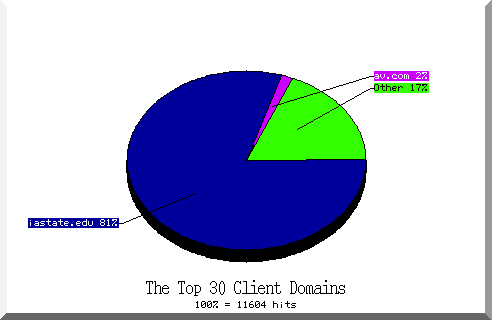 av.com 2%
Other 17%
iastate.edu 81%
The Top 30 Client Domains
100% = 11604 hits